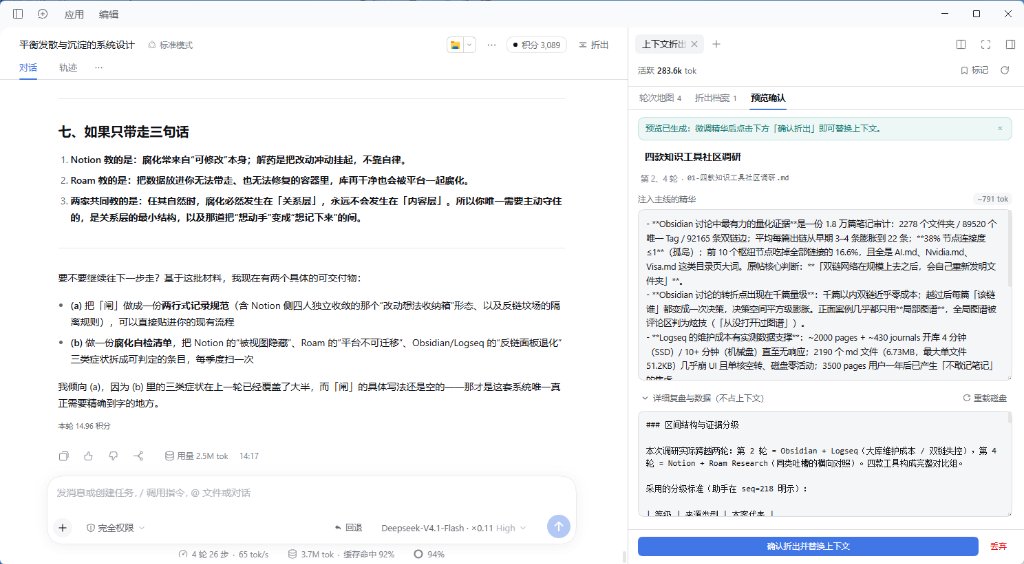 应用 编辑
平衡发散与沉淀的系统设计 标准模式 ··· 积分 3,089 折出
对话 轨迹 ···
七、如果只带走三句话
1. Notion 教的是：腐化常来自"可修改"本身；解药是把改动冲动挂起，不靠自律。
2. Roam 教的是：把数据放进你无法带走、也无法修复的容器里，库再干净也会被平台一起腐化。
3. 两家共同教的是：任其自然时，腐化必然发生在「关系层」，永远不会发生在「内容层」。所以你唯一需要主动守住
的，是关系层的最小结构，以及那道把"想动手"变成"想记下来"的闸。
要不要继续往下一步走？基于这批材料，我现在有两个具体的可交付物：
• (a) 把「闸」做成一份两行式记录规范（含 Notion 侧四人独立收敛的那个"改动想法收纳箱"形态、以及反链坟场的隔
离规则），可以直接贴进你的现有流程
• (b) 做一份腐化自检清单，把 Notion 的"被视图隐藏"、Roam 的"平台不可迁移"、Obsidian/Logseq 的"反链面板退化"
三类症状拆成可判定的条目，每季度扫一次
我倾向 (a)，因为 (b) 里的三类症状在上一轮已经覆盖了大半，而「闸」的具体写法还是空的——那才是这套系统唯一真
正需要精确到字的地方。
本轮 14.96 积分
用量 2.5M tok 14:17
发消息或创建任务, / 调用指令, @ 文件或对话
+ 完全权限 回退 Deepseek-V4.1-Flash · ×0.11 High
4 轮 26 步 · 65 tok/s 3.7M tok · 缓存命中 92% 94%
上下文折出 × +
活跃 283.6k tok 标记
轮次地图 4 折出档案 1 预览确认
预览已生成：微调精华后点击下方「确认折出」即可替换上下文。 ×
四款知识工具社区调研
第 2、4 轮 · 01-四款知识工具社区调研.md
注入主线的精华 ~791 tok
- **Obsidian 讨论中最有力的量化证据**是一份 1.8 万篇笔记审计：2278 个文件夹 / 89520 个
唯一 Tag / 92165 条双链边；平均每篇出链从早期 3–4 条膨胀到 22 条；**38% 节点连接度
≤1**（孤岛）；前 10 个枢纽节点吃掉全部链接的 16.6%，且全是 AI.md、Nvidia.md、
Visa.md 这类目录页大词。原帖核心判断：**「双链网络在规模上去之后，会自己重新发明文
件夹」**。
- **Obsidian 讨论的转折点出现在千篇量级**：千篇以内双链近乎零成本；越过后每篇「该链
谁」都变成一次决策，决策空间平方级膨胀。正面案例几乎都只用**局部图谱**，全局图谱被
评论区判为炫技（「从没打开过图谱」）。
- **Logseq 的维护成本有实测数据支撑**：~2000 pages + ~430 journals 开库 4 分钟
（SSD）/ 10+ 分钟（机械盘）直至无响应；2190 个 md 文件（6.73MB，最大单文件
51.2KB）几乎崩 UI 且单核空转、磁盘零活动；3500 pages 用户一年后已产生「不敢记笔记」
的焦虑
详细复盘与数据（不占上下文） 重载磁盘
### 区间结构与证据分级
本次调研实际跨越两轮：第 2 轮 = Obsidian + Logseq（大库维护成本 / 双链失控），第 4
轮 = Notion + Roam Research（同类吐槽的横向对照）。四款工具构成完整对比组。
采用的分级标准（助手在 seq=218 明示）：
| 等级 | 来源类型 | 本案代表 |
确认折出并替换上下文 丢弃